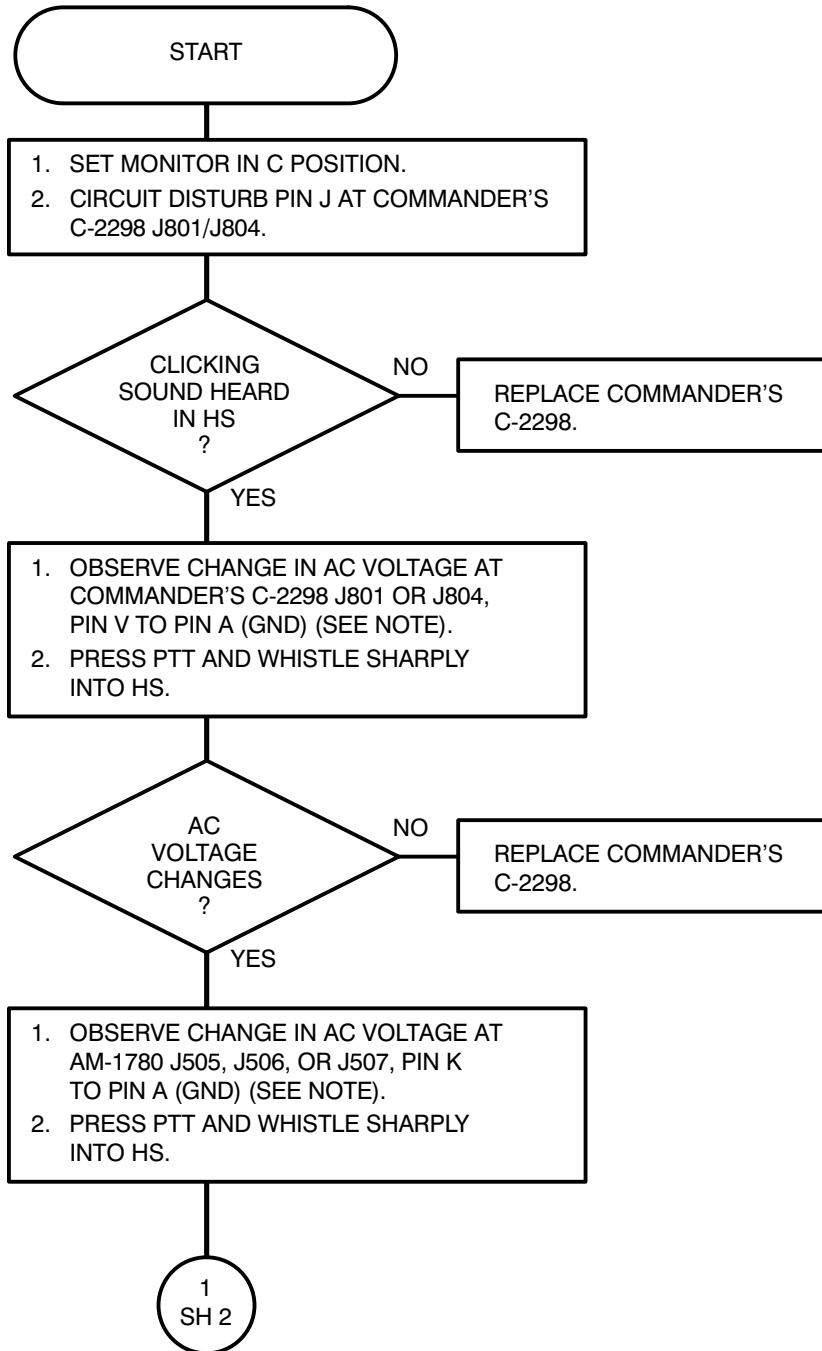 START
1. SET MONITOR IN C POSITION.
2. CIRCUIT DISTURB PIN J AT COMMANDER'S
C-2298 J801/J804.
CLICKING
SOUND HEARD
IN HS
?
NO
REPLACE COMMANDER'S
C-2298.
YES
1. OBSERVE CHANGE IN AC VOLTAGE AT
COMMANDER'S C-2298 J801 OR J804,
PIN V TO PIN A (GND) (SEE NOTE).
2. PRESS PTT AND WHISTLE SHARPLY
INTO HS.
AC
VOLTAGE
CHANGES
?
NO
REPLACE COMMANDER'S
C-2298.
YES
1. OBSERVE CHANGE IN AC VOLTAGE AT
AM-1780 J505, J506, OR J507, PIN K
TO PIN A (GND) (SEE NOTE).
2. PRESS PTT AND WHISTLE SHARPLY
INTO HS.
1
SH 2